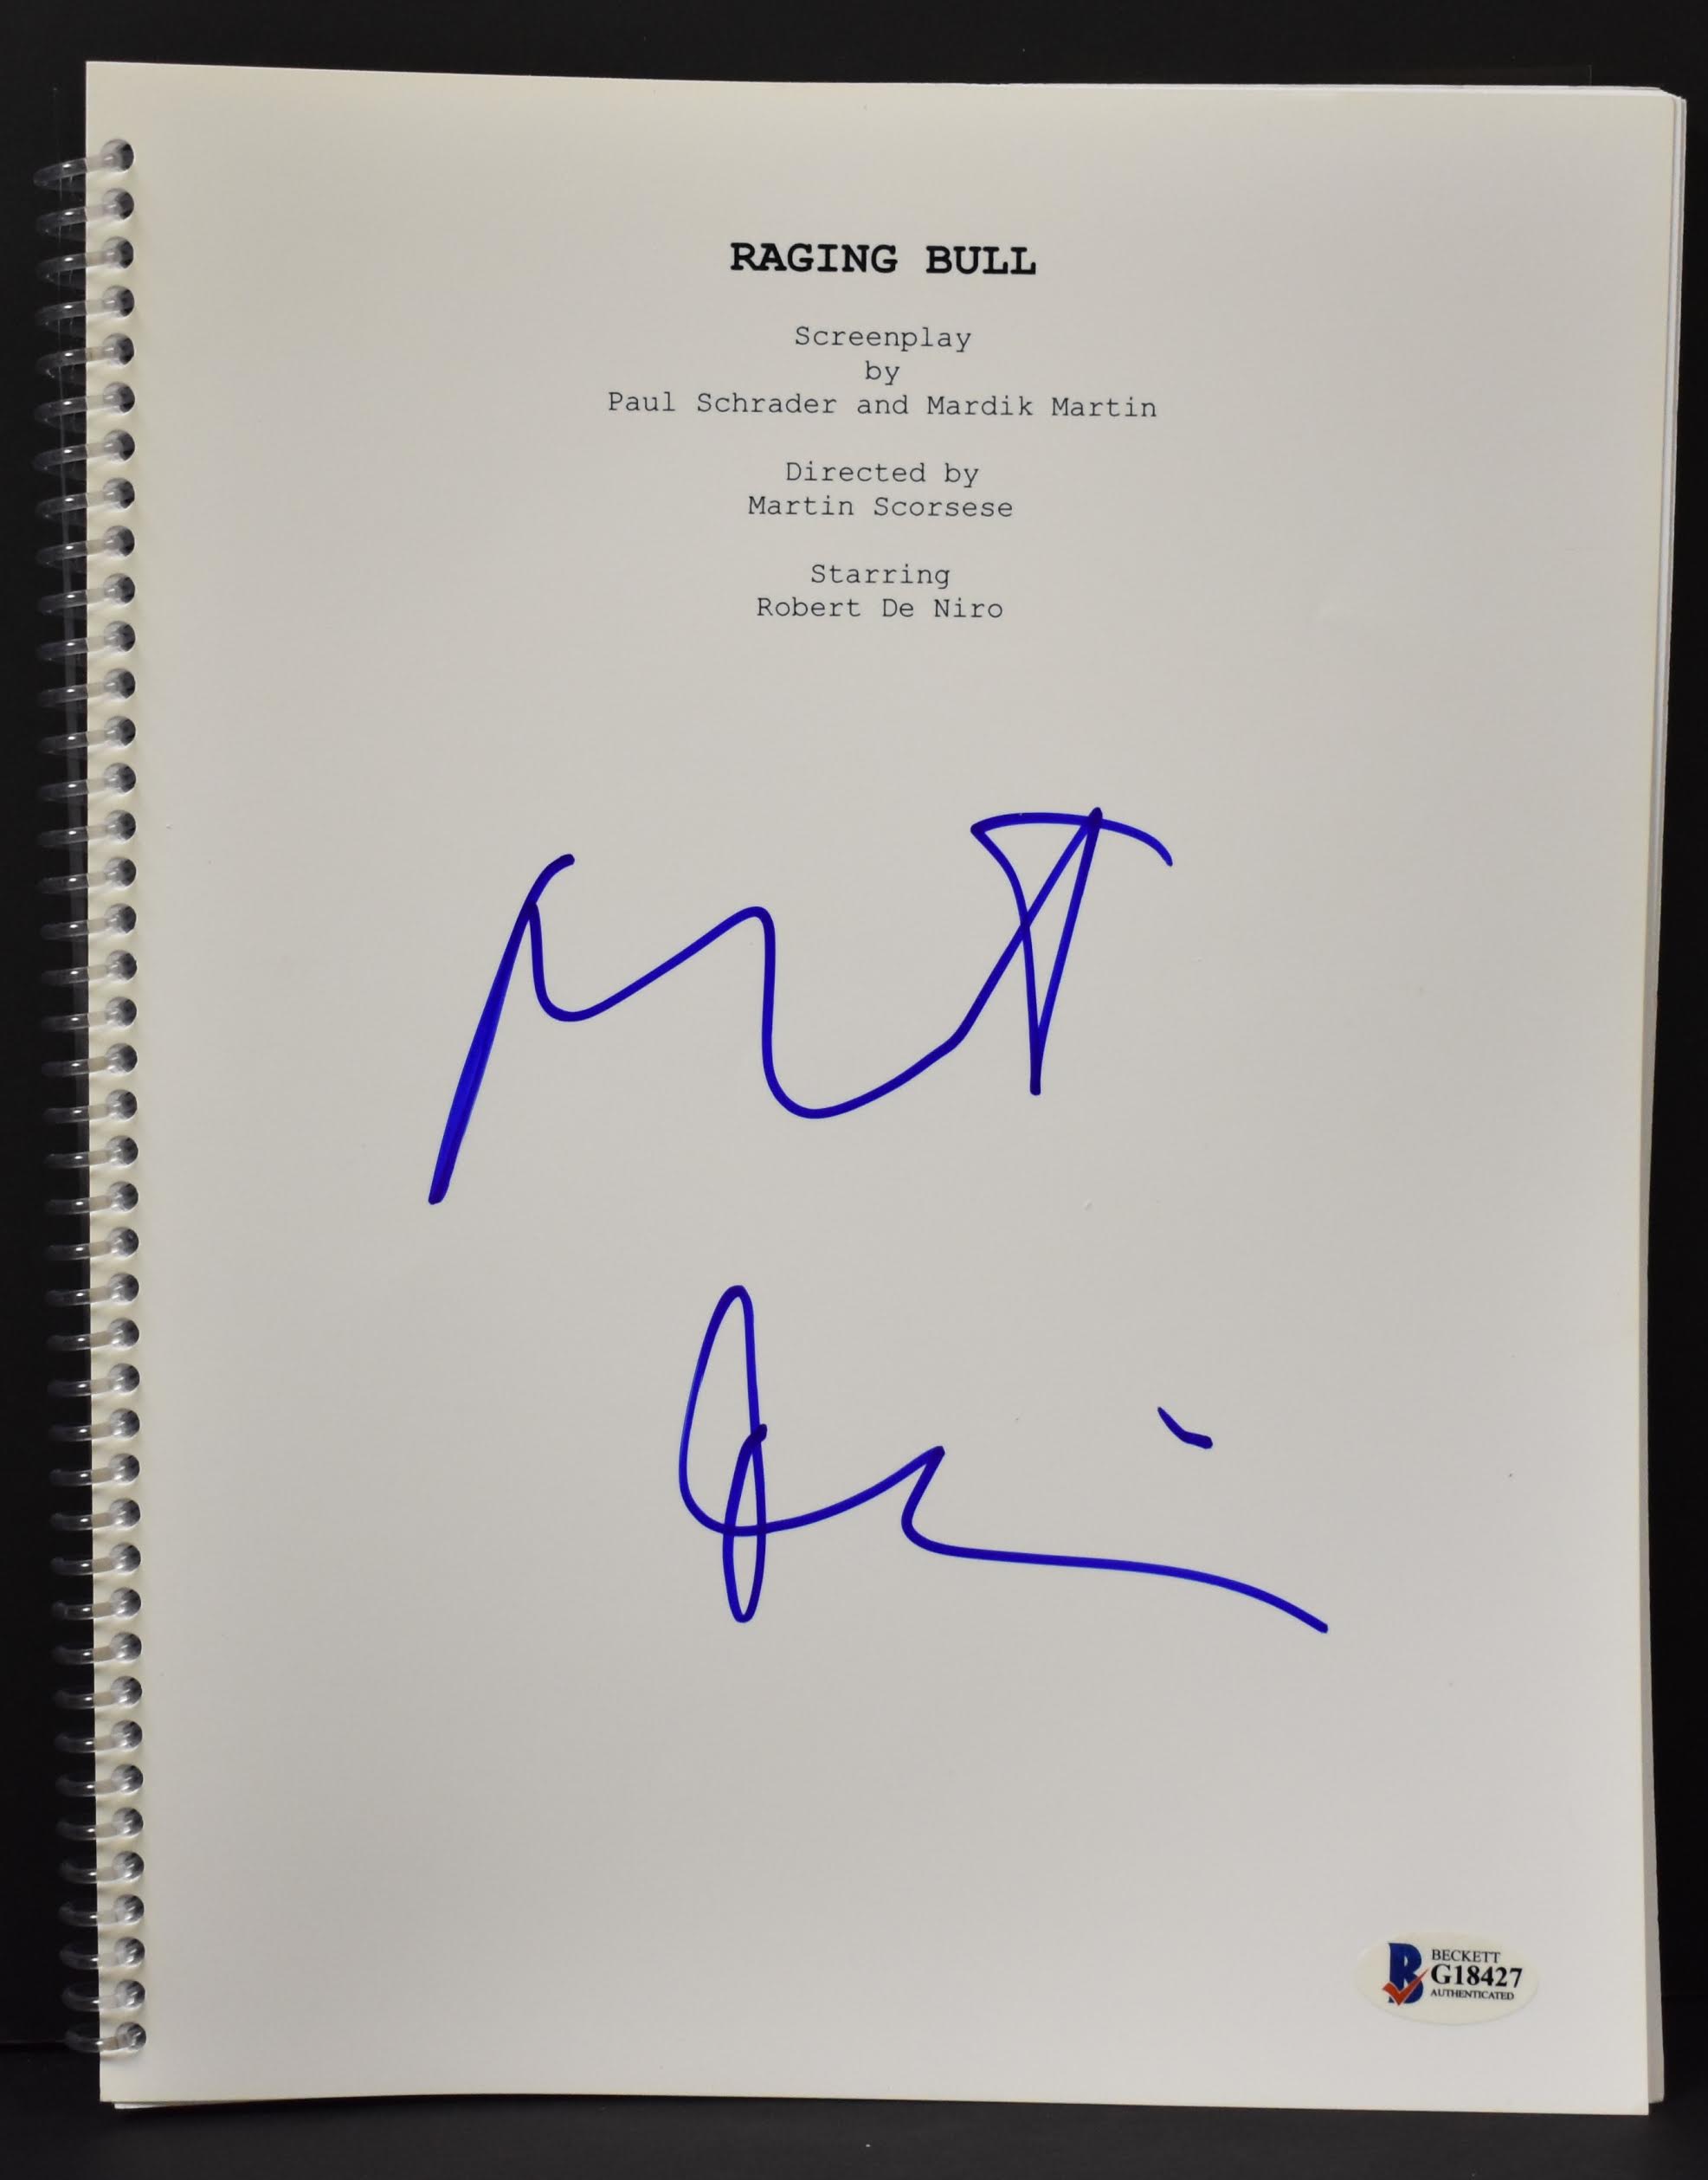 RAGING BULL
Screenplay
by
Paul Schrader and Mardik Martin
Directed by
Martin Scorsese
Starring
Robert De Niro
BECKETT
G18427
AUTHENTICATED